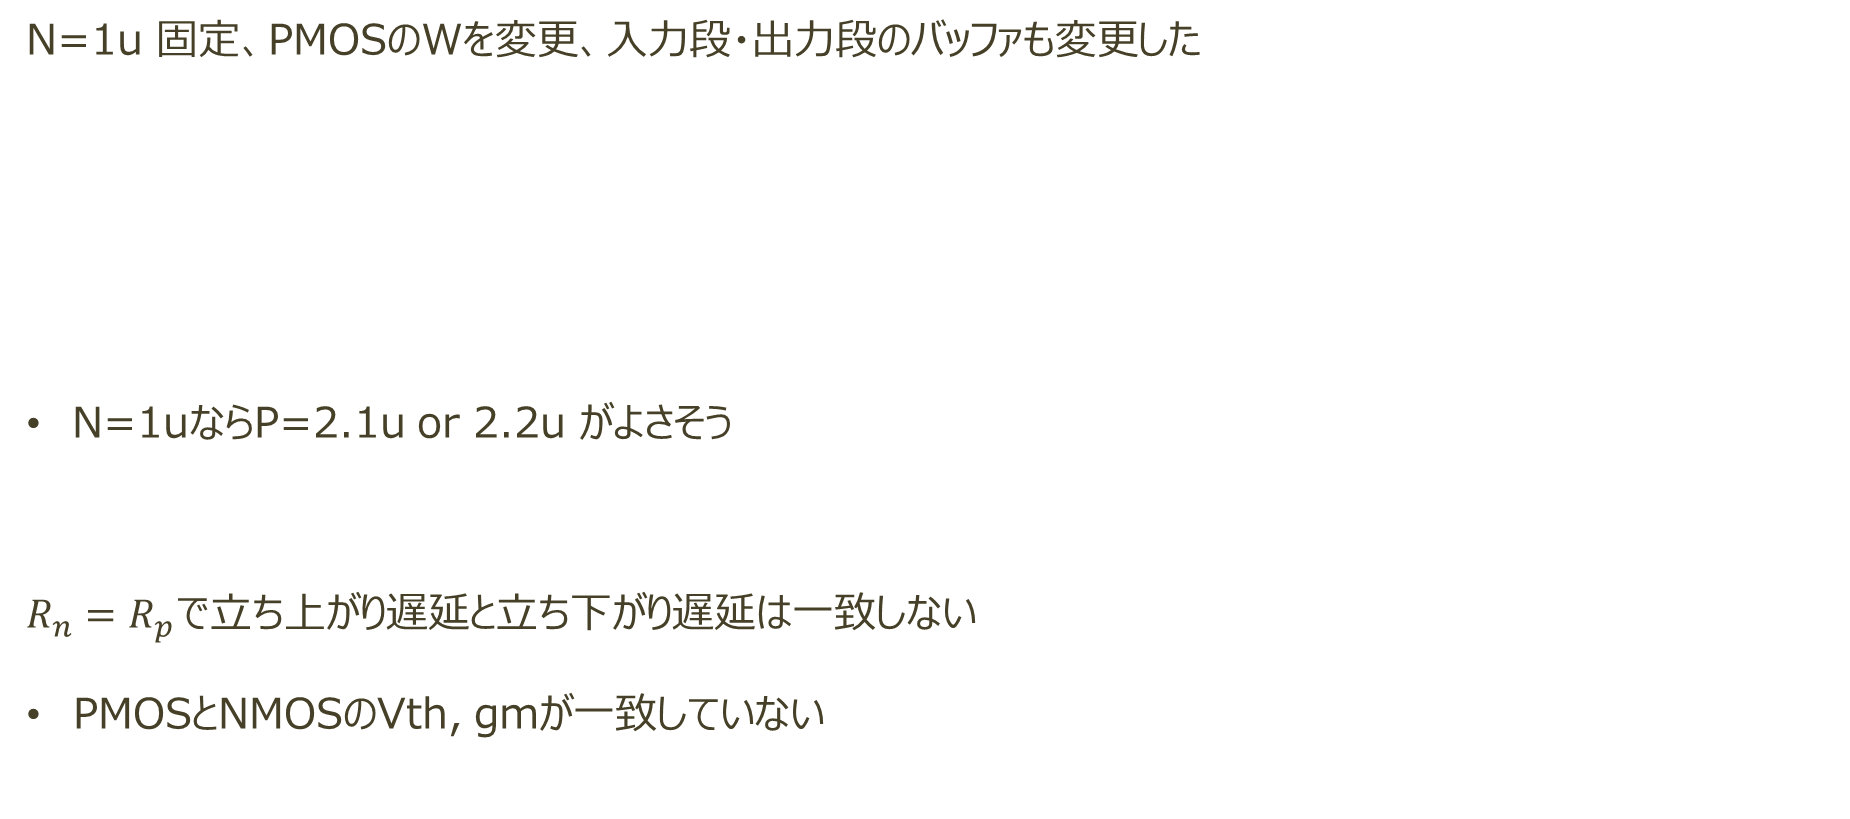 N=1u 固定、PMOSのWを変更、入力段・出力段のバッファも変更した
• N=1uならP=2.1u or 2.2u がよさそう
$R_n = R_p$で立ち上がり遅延と立ち下がり遅延は一致しない
• PMOSとNMOSのVth, gmが一致していない